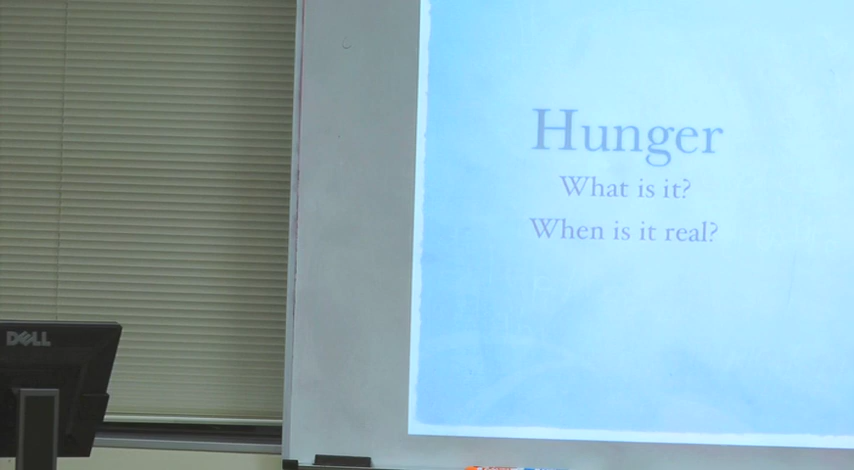 Hunger
What is it?
When is it real?
DELL